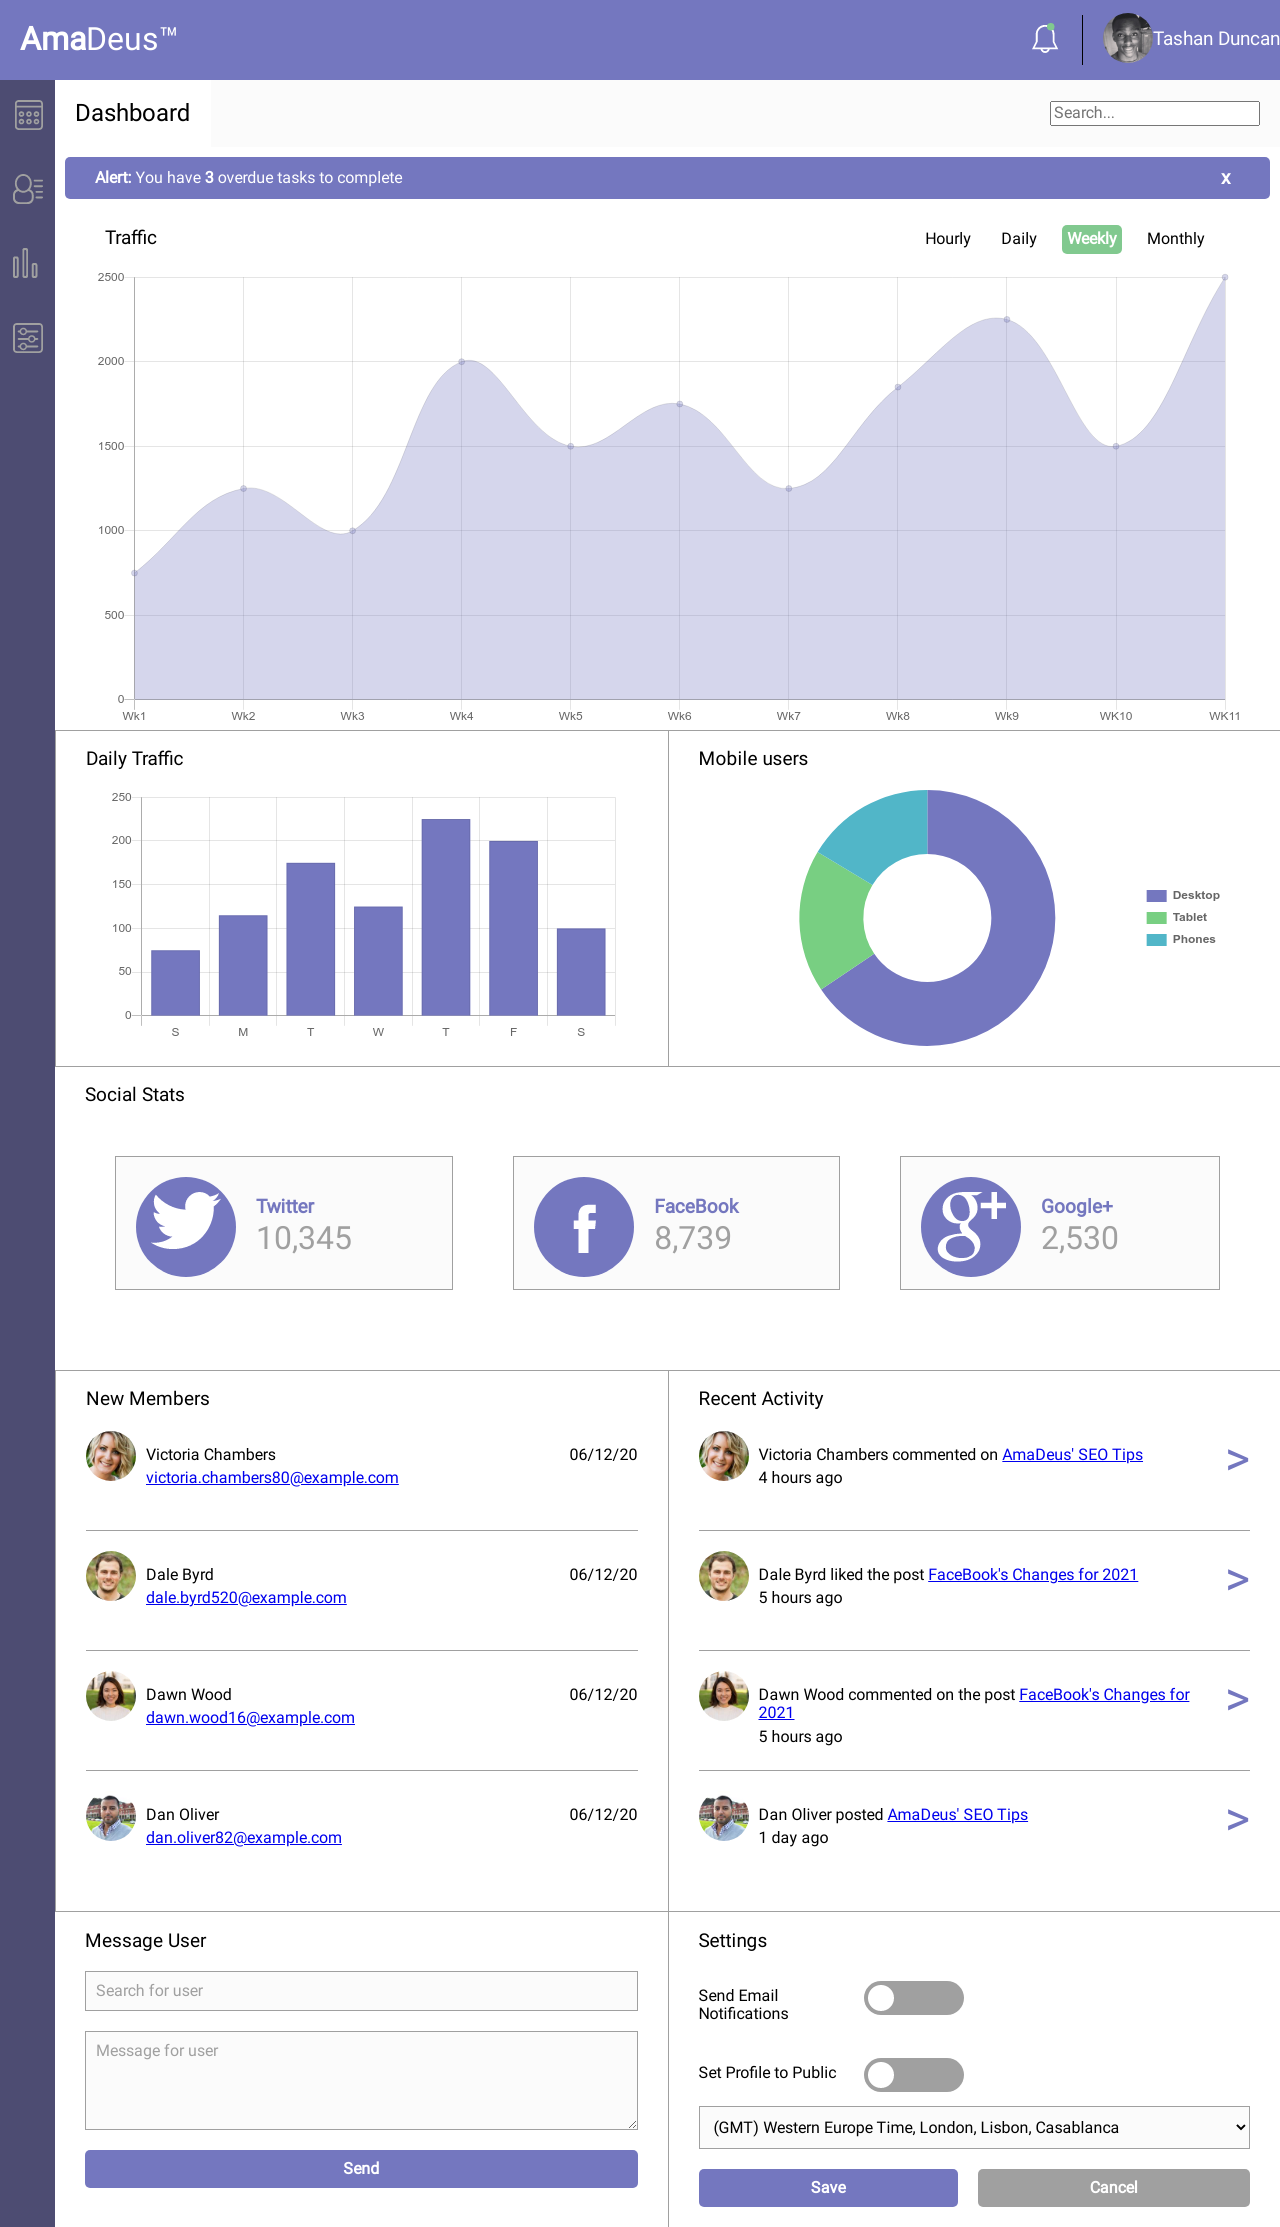 AmaDeus™
Tashan Duncan
Dashboard
Search...
Alert: You have 3 overdue tasks to complete
x
Traffic
Hourly Daily Weekly Monthly
2500
2000
1500
1000
500
0
Wk1 Wk2 Wk3 Wk4 Wk5 Wk6 Wk7 Wk8 Wk9 WK10 WK11
Daily Traffic
250
200
150
100
50
0
S M T W T F S
Mobile users
Desktop
Tablet
Phones
Social Stats
Twitter
10,345
FaceBook
8,739
Google+
2,530
New Members
Victoria Chambers 06/12/20
victoria.chambers80@example.com
Dale Byrd 06/12/20
dale.byrd520@example.com
Dawn Wood 06/12/20
dawn.wood16@example.com
Dan Oliver 06/12/20
dan.oliver82@example.com
Recent Activity
Victoria Chambers commented on AmaDeus' SEO Tips >
4 hours ago
Dale Byrd liked the post FaceBook's Changes for 2021 >
5 hours ago
Dawn Wood commented on the post FaceBook's Changes for >
2021
5 hours ago
Dan Oliver posted AmaDeus' SEO Tips >
1 day ago
Message User
Search for user
Message for user
Send
Settings
Send Email
Notifications
Set Profile to Public
(GMT) Western Europe Time, London, Lisbon, Casablanca
Save Cancel